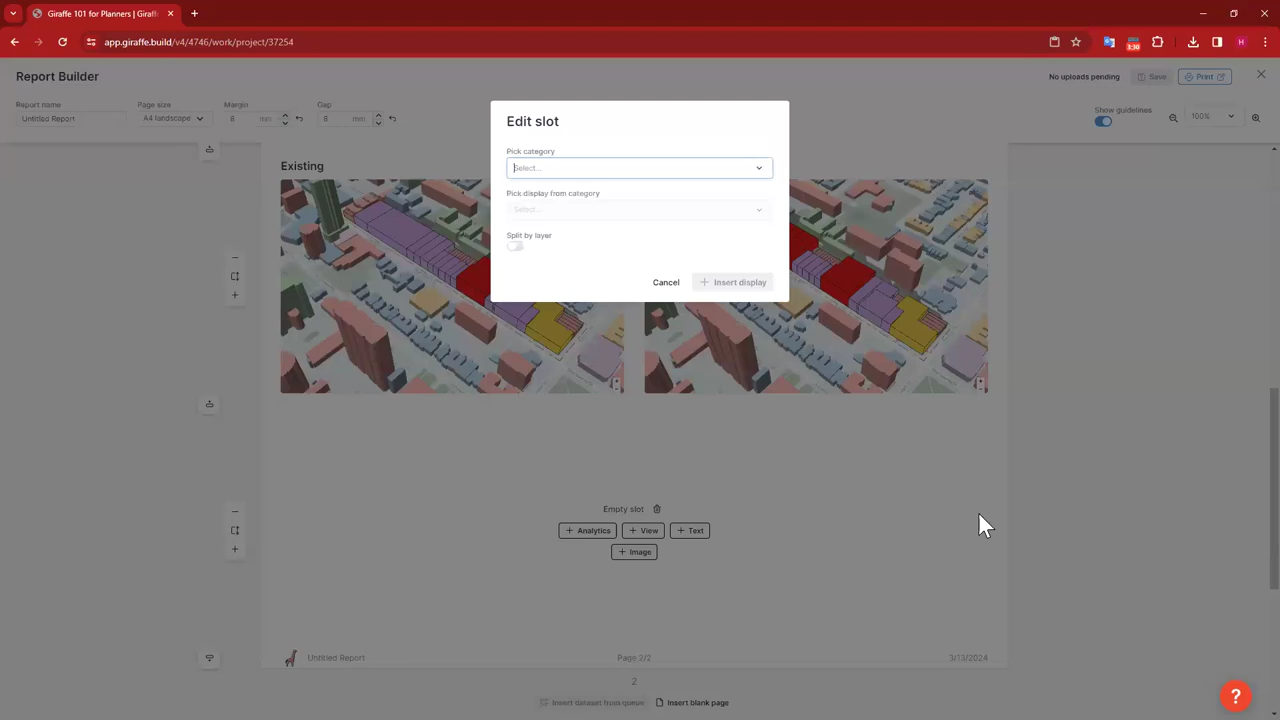 Giraffe 101 for Planners | Giraff
app.giraffe.build/v4/4746/work/project/37254
3:30
H
Report Builder
No uploads pending
Save
Print
Report name
Page size
Margin
Gap
Show guidelines
Untitled Report
A4 landscape
8 mm
8 mm
100%
Existing
Edit slot
Pick category
Select...
Pick display from category
Select...
Split by layer
Cancel
Insert display
Empty slot
Analytics
View
Text
Image
Untitled Report
Page 2/2
3/13/2024
2
Insert dataset from queue
Insert blank page
?